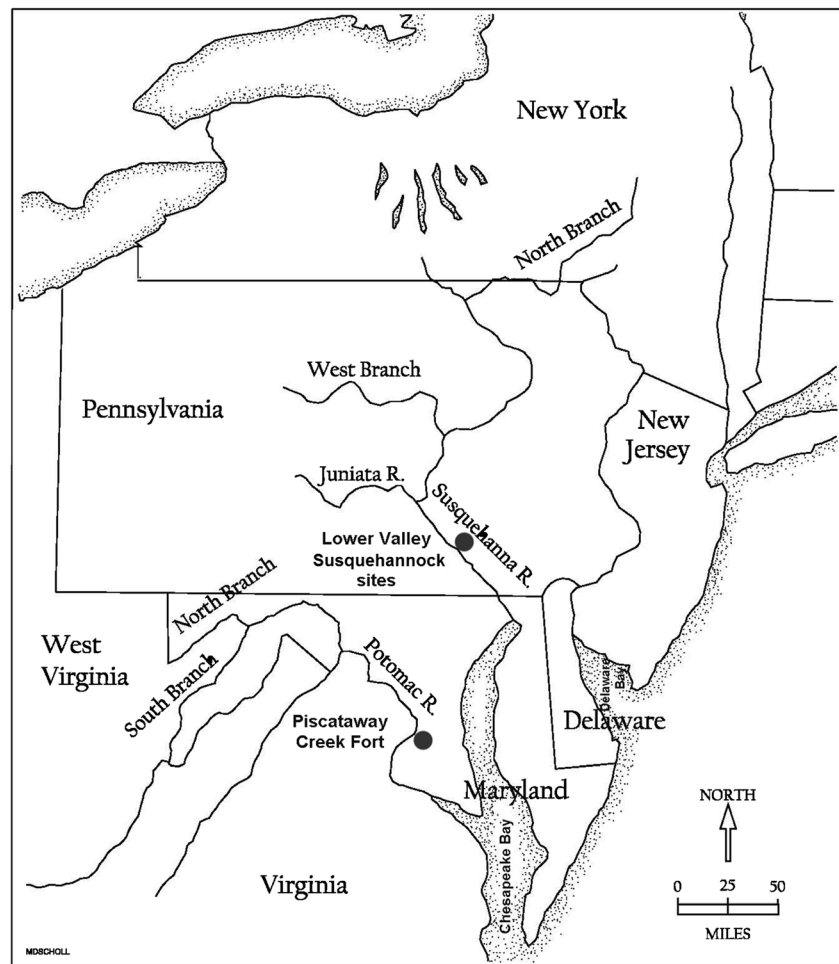 New York
North Branch
West Branch
Pennsylvania
New
Jersey
Juniata R.
Susquehanna R.
Lower Valley
Susquehannock
sites
North Branch
West
Virginia
South Branch
Potomac R.
Delaware
Bay
Delaware
Piscataway
Creek Fort
Maryland
NORTH
Chesapeake Bay
Virginia
0 25 50
MILES
MDSCHOLL